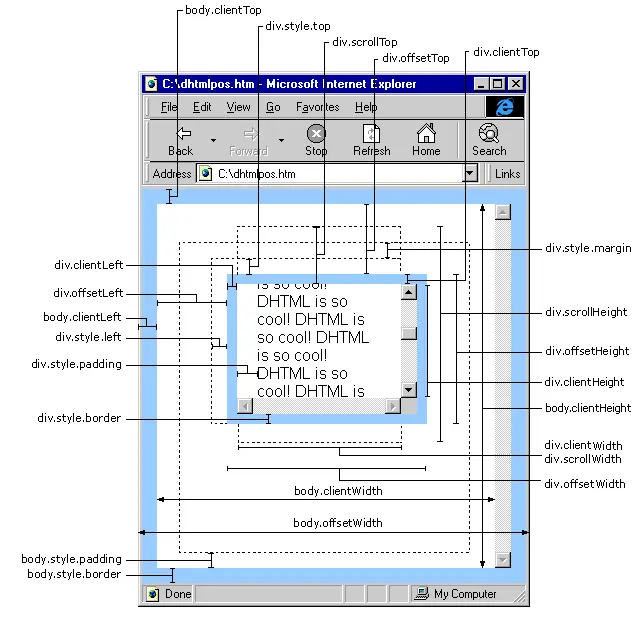 body.clientTop
div.style.top
div.scrollTop
div.offsetTop
div.clientTop
C:\dhtmlpos.htm - Microsoft Internet Explorer
File Edit View Go Favorites Help
Back Forward Stop Refresh Home Search
Address C:\dhtmlpos.htm Links
div.clientLeft
div.offsetLeft
body.clientLeft
div.style.left
div.style.padding
div.style.border
is so cool!
DHTML is so
cool! DHTML is
so cool! DHTML
is so cool!
DHTML is so
cool! DHTML is
div.style.margin
div.scrollHeight
div.offsetHeight
div.clientHeight
body.clientHeight
div.clientWidth
div.scrollWidth
div.offsetWidth
body.clientWidth
body.offsetWidth
body.style.padding
body.style.border
Done My Computer